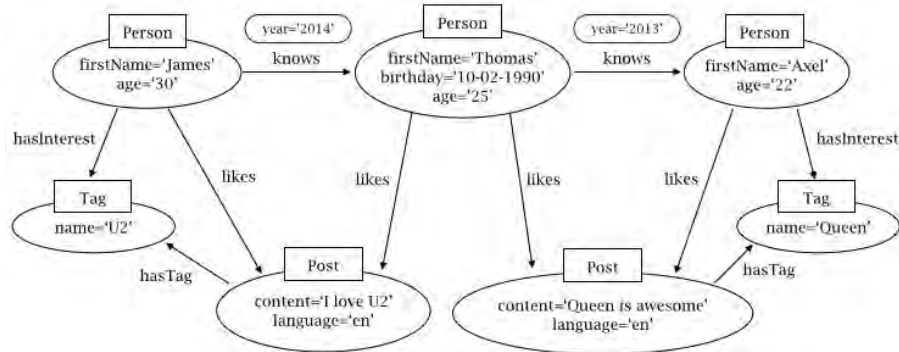 Person
year='2014'
Person
year='2013'
Person
firstName='James'
age='30'
knows
firstName='Thomas'
birthday='10-02-1990
age='25'
knows
firstName='Axel'
age='22'
hasInterest
likes
likes
likes
likes
hasInterest
Tag
name='U2'
Tag
name='Queen'
hasTag
Post
content='I love U2'
language='en'
Post
content='Queen is awesome'
language='en'
hasTag